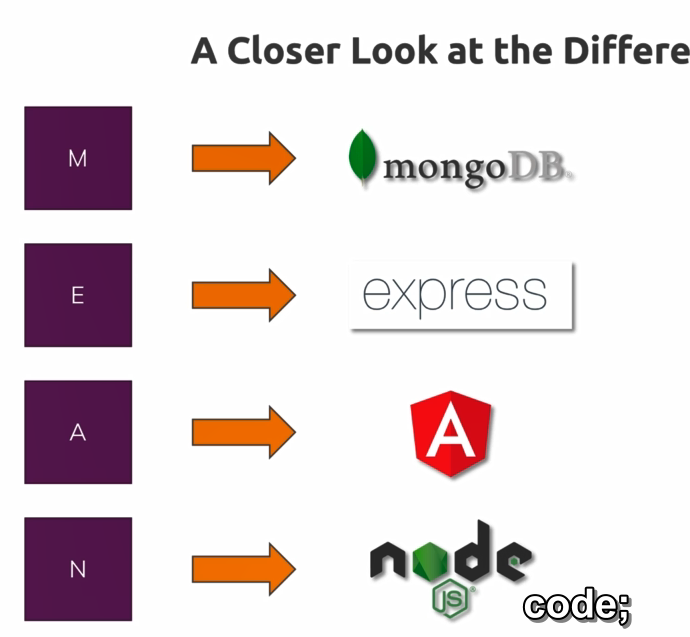 A Closer Look at the Differe
M
mongoDB
E
express
A
A
N
node
JS
code;